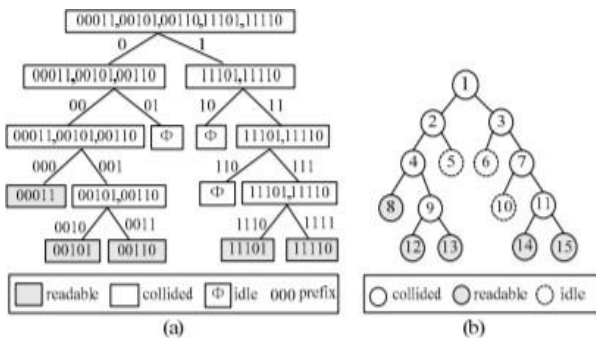 00011,00101,00110,11101,11110
0 1
00011,00101,00110 11101,11110
00 01 10 11
00011,00101,00110 Φ Φ 11101,11110
000 001 110 111
00011 00101,00110 Φ 11101,11110
0010 0011 1110 1111
00101 00110 11101 11110
readable collided Φ idle 000 prefix
(a)
1
2 3
4 5 6 7
8 9 10 11
12 13 14 15
collided readable idle
(b)